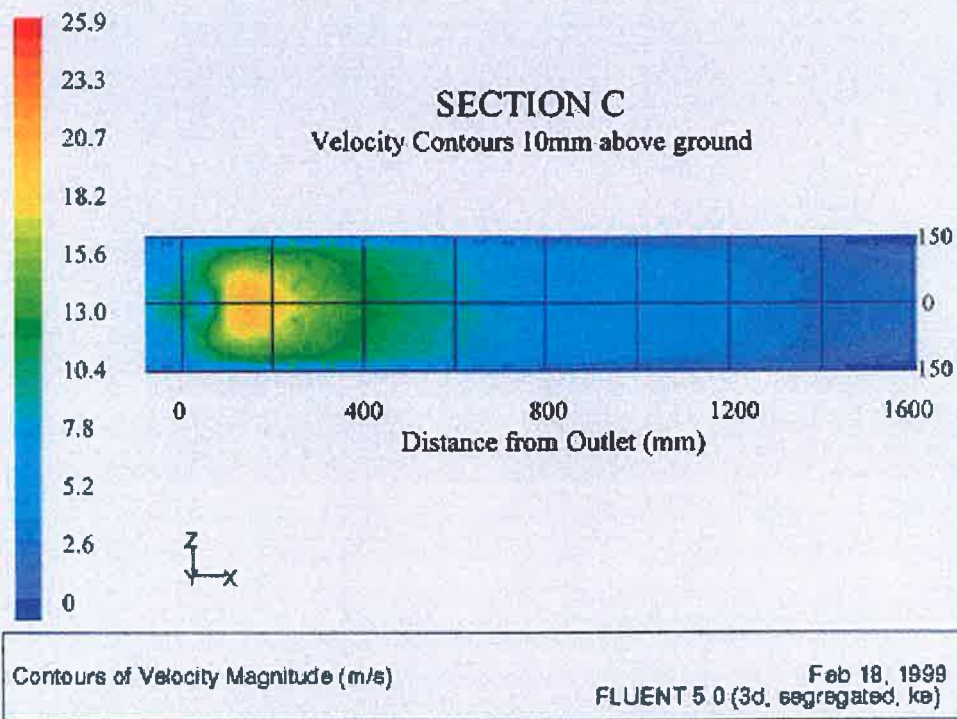 25.9
23.3
20.7
18.2
15.6
13.0
10.4
7.8
5.2
2.6
0
SECTION C
Velocity Contours 10mm above ground
150
0
150
0 400 800 1200 1600
Distance from Outlet (mm)
Z
Y X
Contours of Velocity Magnitude (m/s)
Feb 18, 1999
FLUENT 5.0 (3d, segregated, ke)